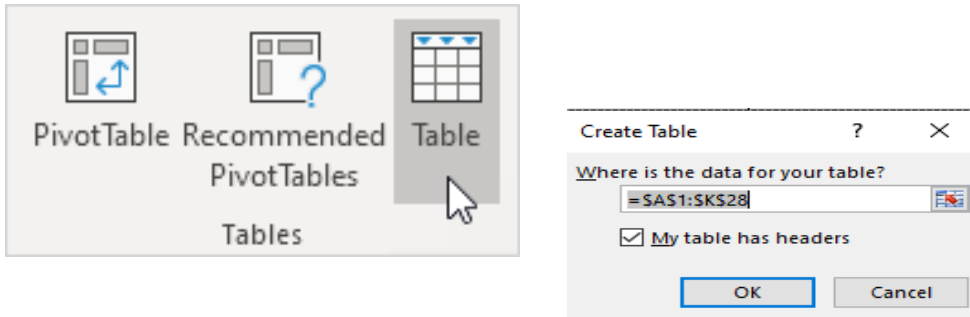 PivotTable Recommended Table
PivotTables
Tables
Create Table ? ×
Where is the data for your table?
=$A$1:$K$28
My table has headers
OK Cancel